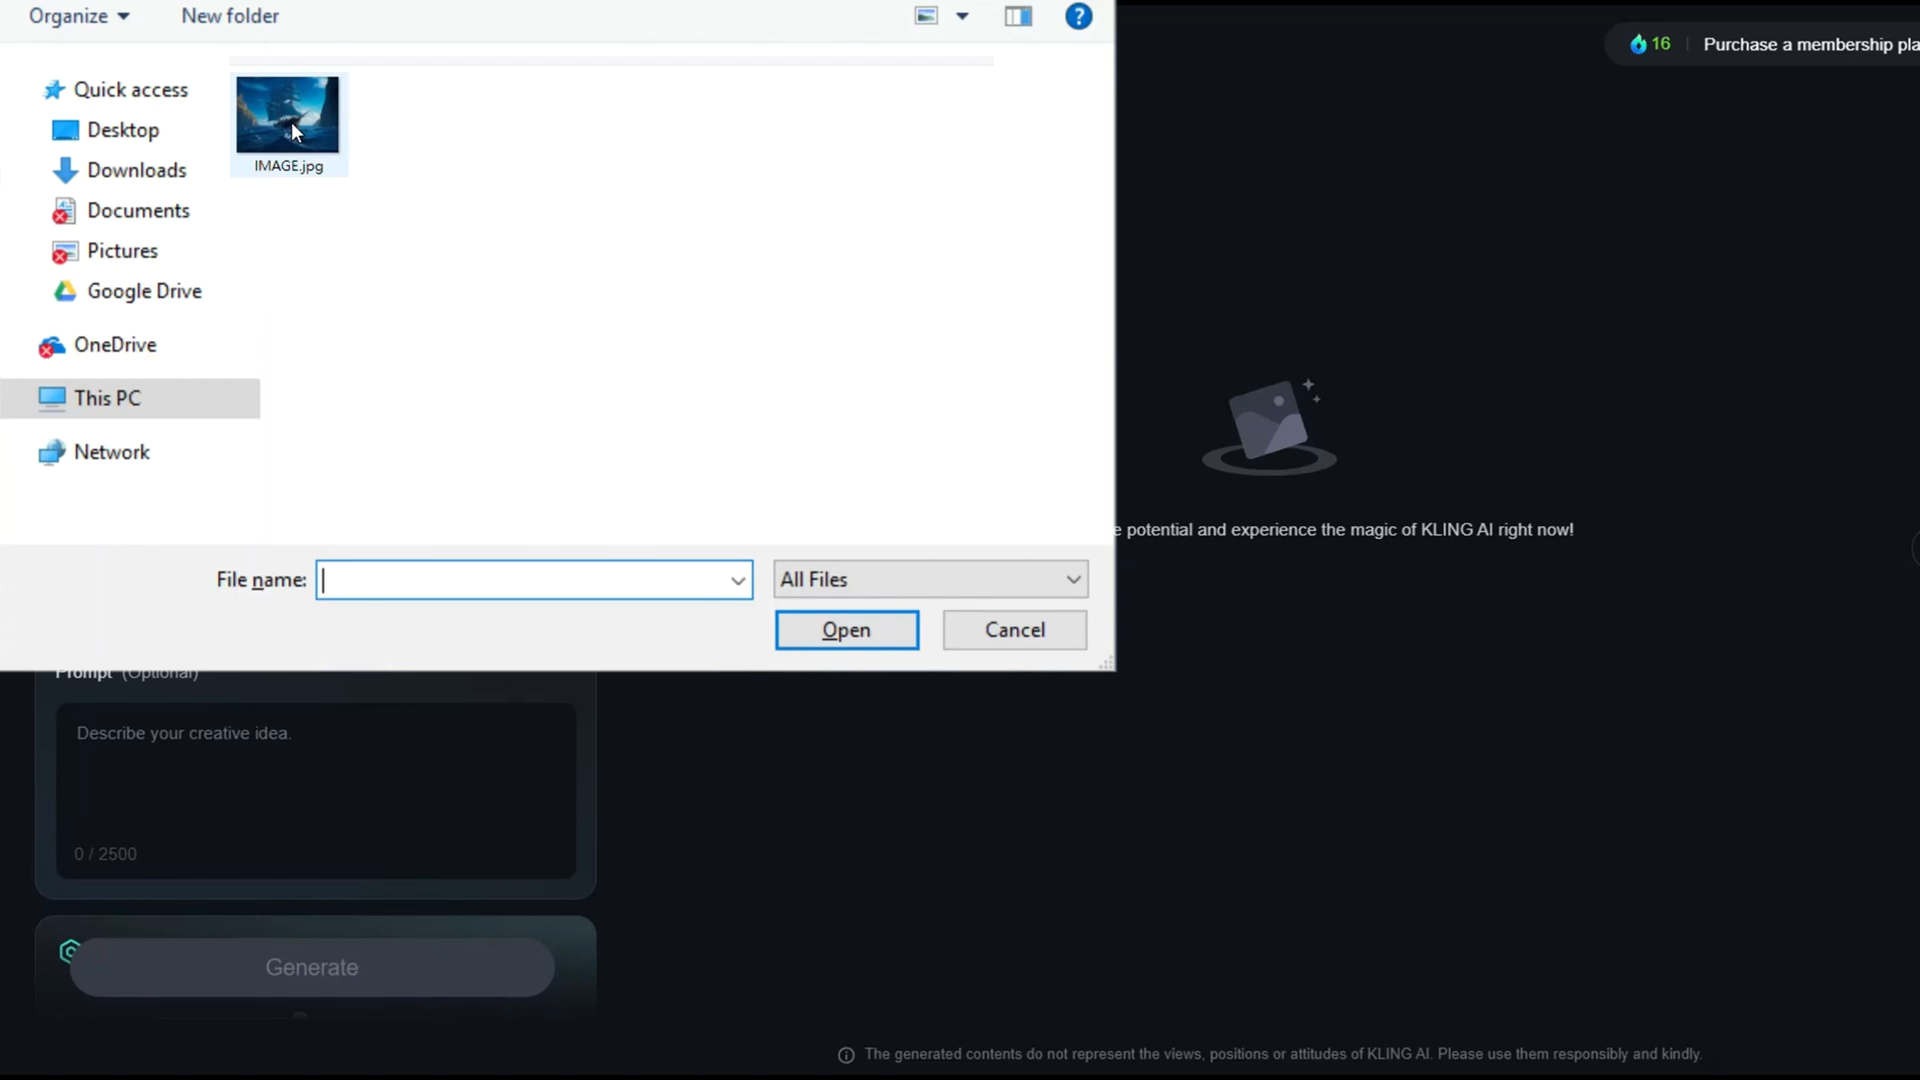 Organize
New folder
16
Purchase a membership pla
Quick access
Desktop
Downloads
Documents
Pictures
Google Drive
OneDrive
This PC
Network
IMAGE.jpg
e potential and experience the magic of KLING AI right now!
File name:
All Files
Open
Cancel
Prompt (Optional)
Describe your creative idea.
0 / 2500
Generate
The generated contents do not represent the views, positions or attitudes of KLING AI. Please use them responsibly and kindly.